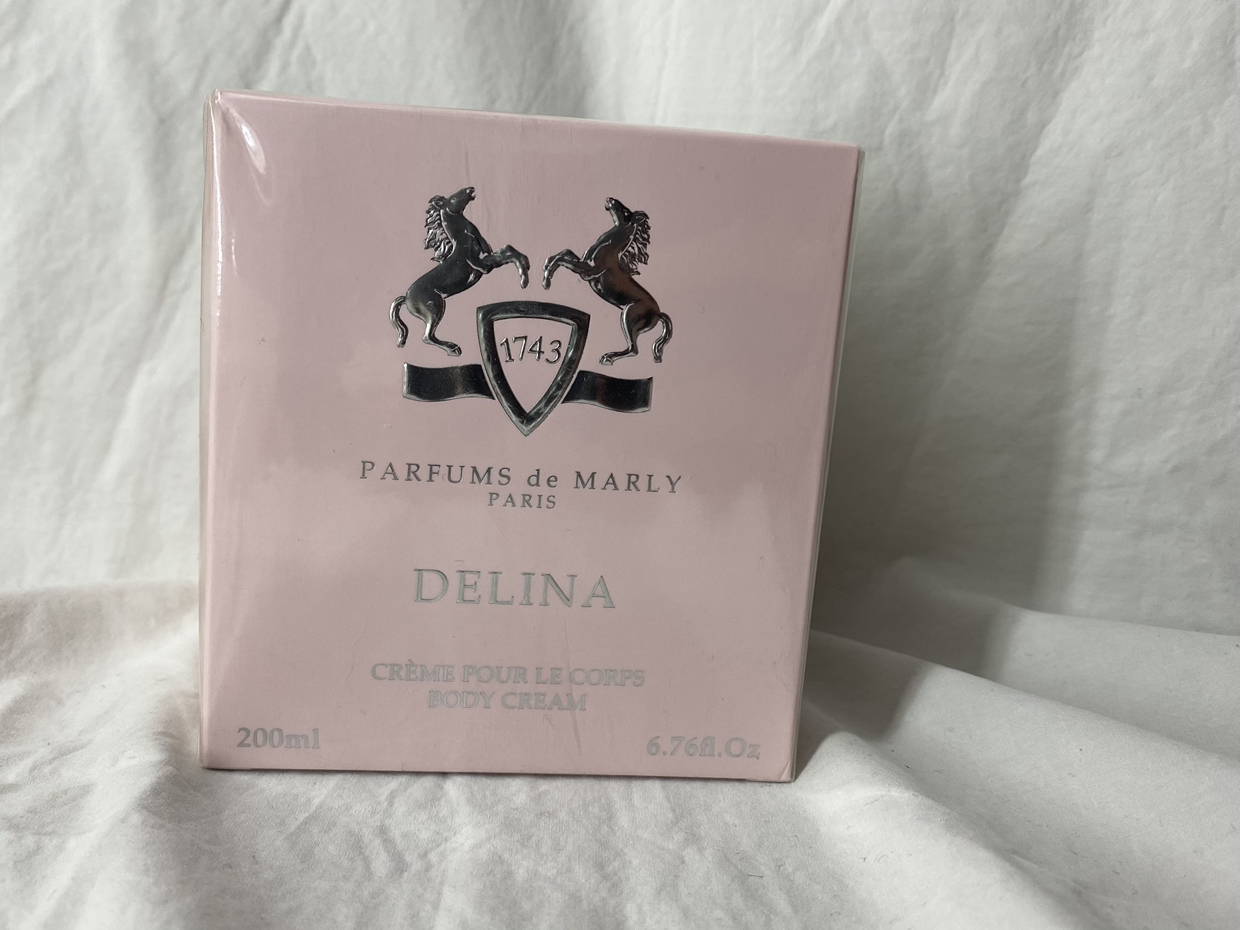 1743
PARFUMS de MARLY
PARIS
DELINA
CRÈME POUR LE CORPS
BODY CREAM
200ml 6.76fl.Oz